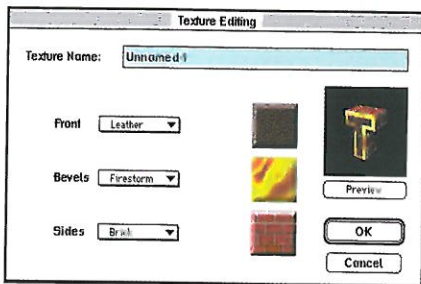 Texture Editing
Texture Name: Unnamed 1
Front Leather
Bevels Firestorm
Preview
Sides Brick
OK
Cancel